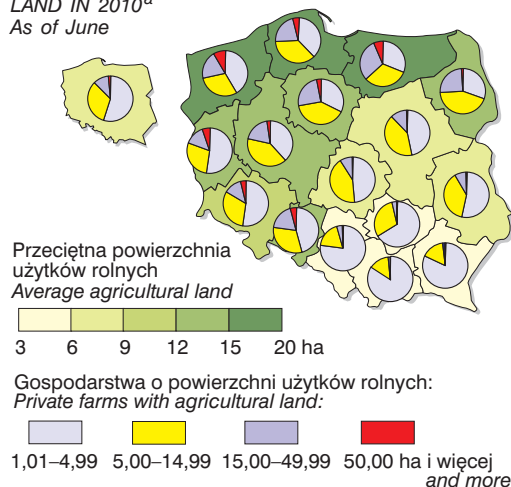 LAND IN 2010a
As of June
Przeciętna powierzchnia
użytków rolnych
Average agricultural land
3 6 9 12 15 20 ha
Gospodarstwa o powierzchni użytków rolnych:
Private farms with agricultural land:
1,01–4,99 5,00–14,99 15,00–49,99 50,00 ha i więcej
and more